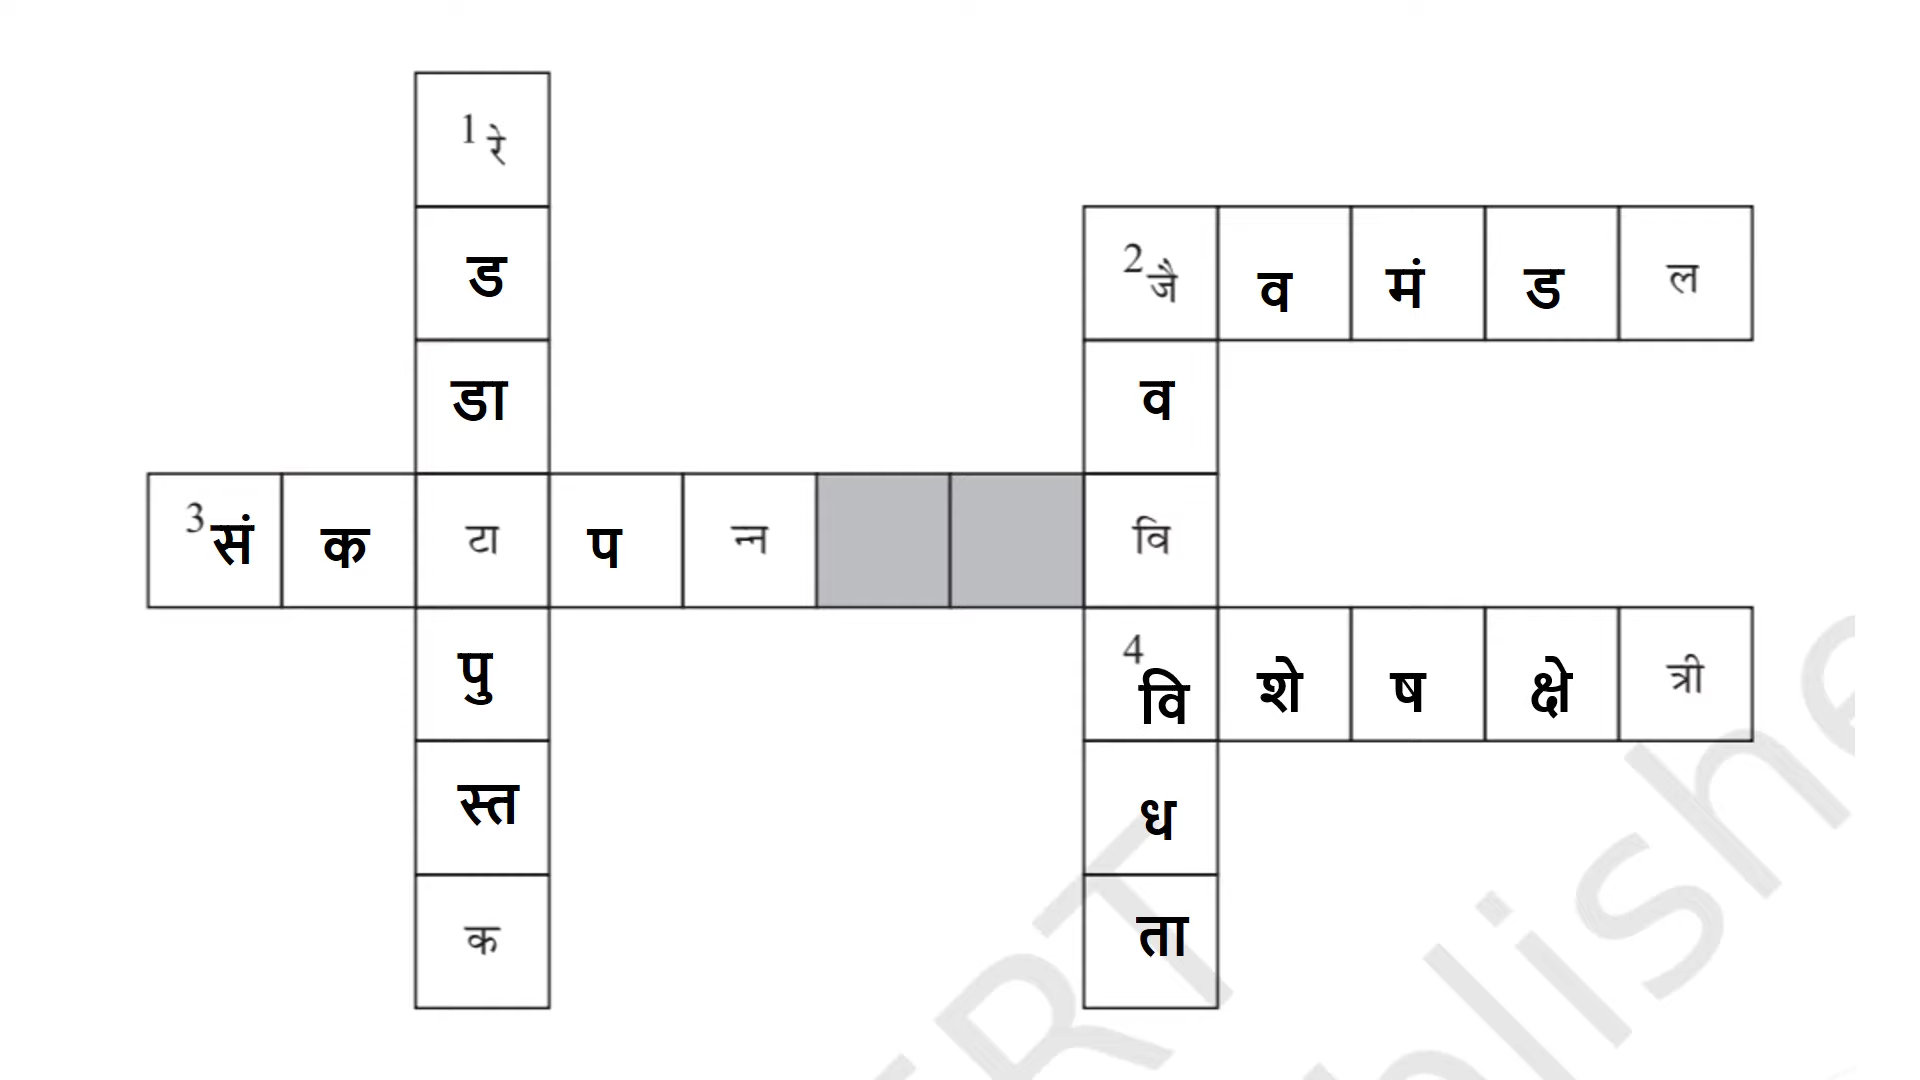 1 रे
ड
2 जै व मं ड ल
डा
व
3 सं क टा प न्न
वि
पु
4 वि शे ष क्षे त्री
स्त
ध
क
ता